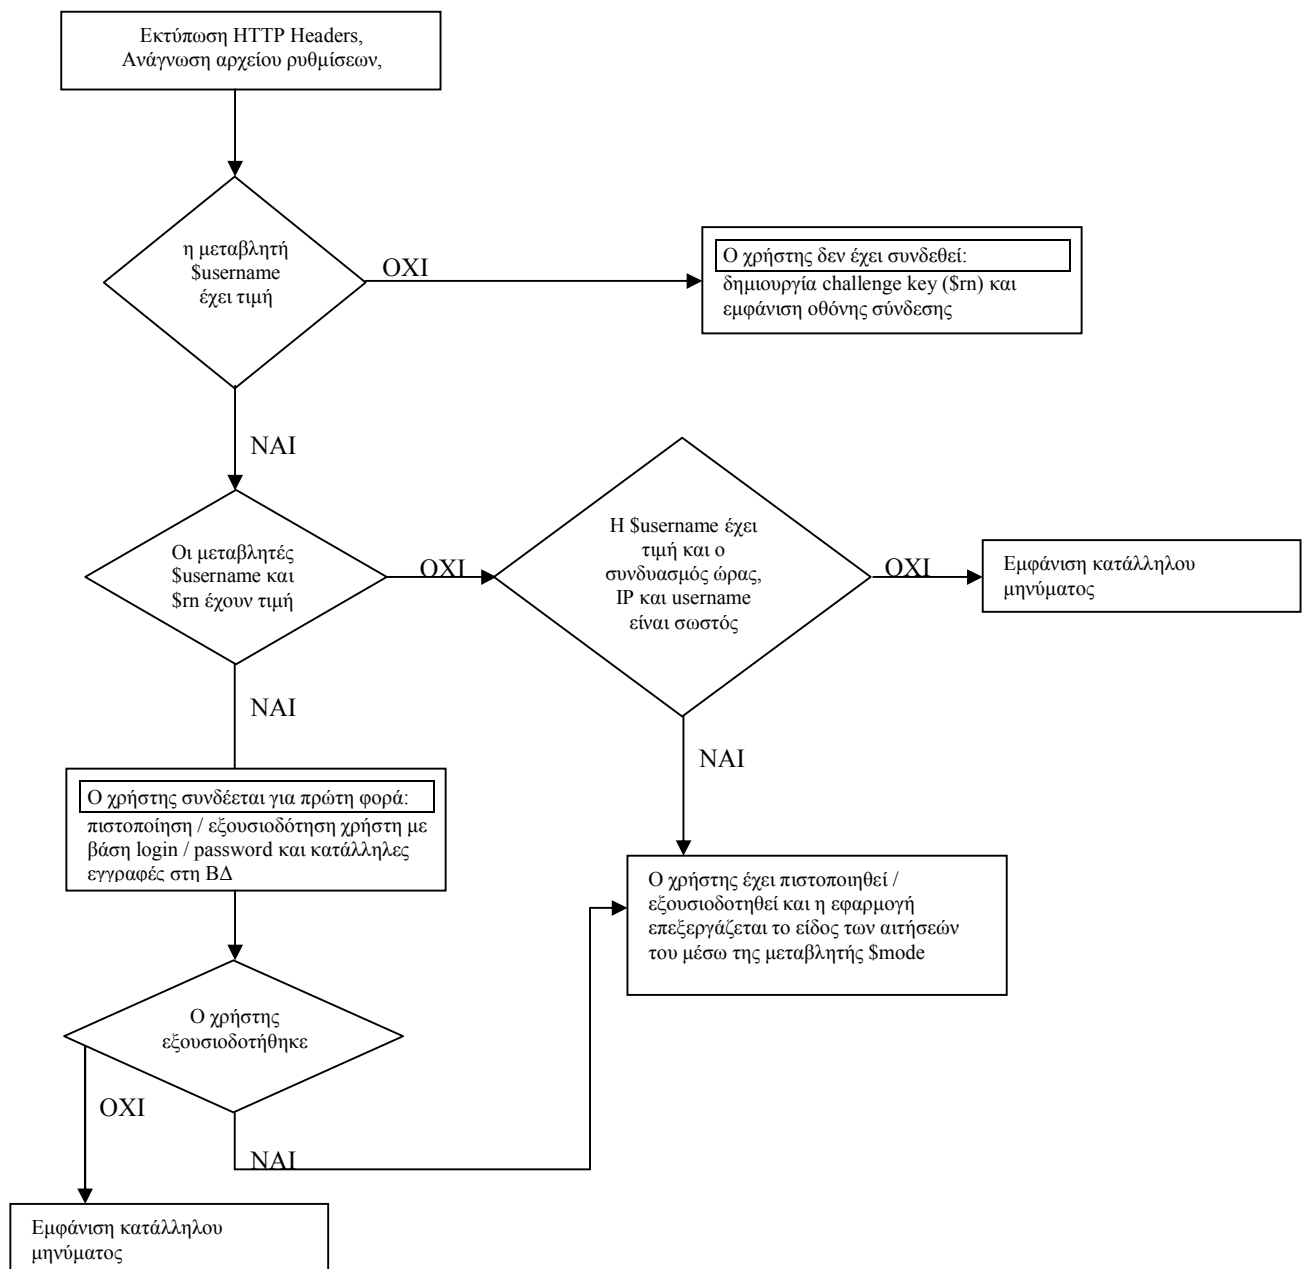 Εκτύπωση HTTP Headers,
Ανάγνωση αρχείου ρυθμίσεων,
η μεταβλητή
$username
έχει τιμή
ΟΧΙ
Ο χρήστης δεν έχει συνδεθεί:
δημιουργία challenge key ($rn) και
εμφάνιση οθόνης σύνδεσης
ΝΑΙ
Οι μεταβλητές
$username και
$rn έχουν τιμή
ΟΧΙ
Η $username έχει
τιμή και ο
συνδυασμός ώρας,
IP και username
είναι σωστός
ΟΧΙ
Εμφάνιση κατάλληλου
μηνύματος
ΝΑΙ
ΝΑΙ
Ο χρήστης συνδέεται για πρώτη φορά:
πιστοποίηση / εξουσιοδότηση χρήστη με
βάση login / password και κατάλληλες
εγγραφές στη ΒΔ
Ο χρήστης έχει πιστοποιηθεί /
εξουσιοδοτηθεί και η εφαρμογή
επεξεργάζεται το είδος των αιτήσεών
του μέσω της μεταβλητής $mode
Ο χρήστης
εξουσιοδοτήθηκε
ΟΧΙ
ΝΑΙ
Εμφάνιση κατάλληλου
μηνύματος